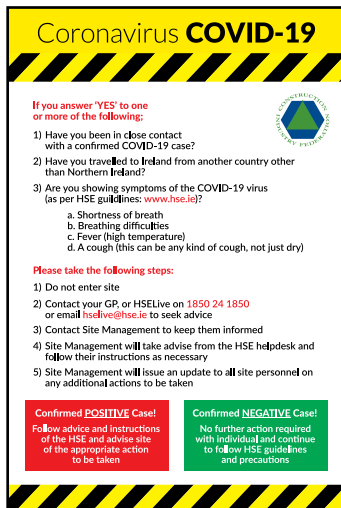 Coronavirus COVID-19
If you answer 'YES' to one
or more of the following;
CONSTRUCTION
INDUSTRY FEDERATION
1) Have you been in close contact
with a confirmed COVID-19 case?
2) Have you travelled to Ireland from another country other
than Northern Ireland?
3) Are you showing symptoms of the COVID-19 virus
(as per HSE guildlines: www.hse.ie)?
a. Shortness of breath
b. Breathing difficulties
c. Fever (high temperature)
d. A cough (this can be any kind of cough, not just dry)
Please take the following steps:
1) Do not enter site
2) Contact your GP, or HSELive on 1850 24 1850
or email hselive@hse.ie to seek advice
3) Contact Site Management to keep them informed
4) Site Management will take advise from the HSE helpdesk and
follow their instructions as necessary
5) Site Management will issue an update to all site personnel on
any additional actions to be taken
Confirmed POSITIVE Case!
Follow advice and instructions
of the HSE and advise site
of the appropriate action
to be taken
Confirmed NEGATIVE Case!
No further action required
with individual and continue
to follow HSE guidelines
and precautions